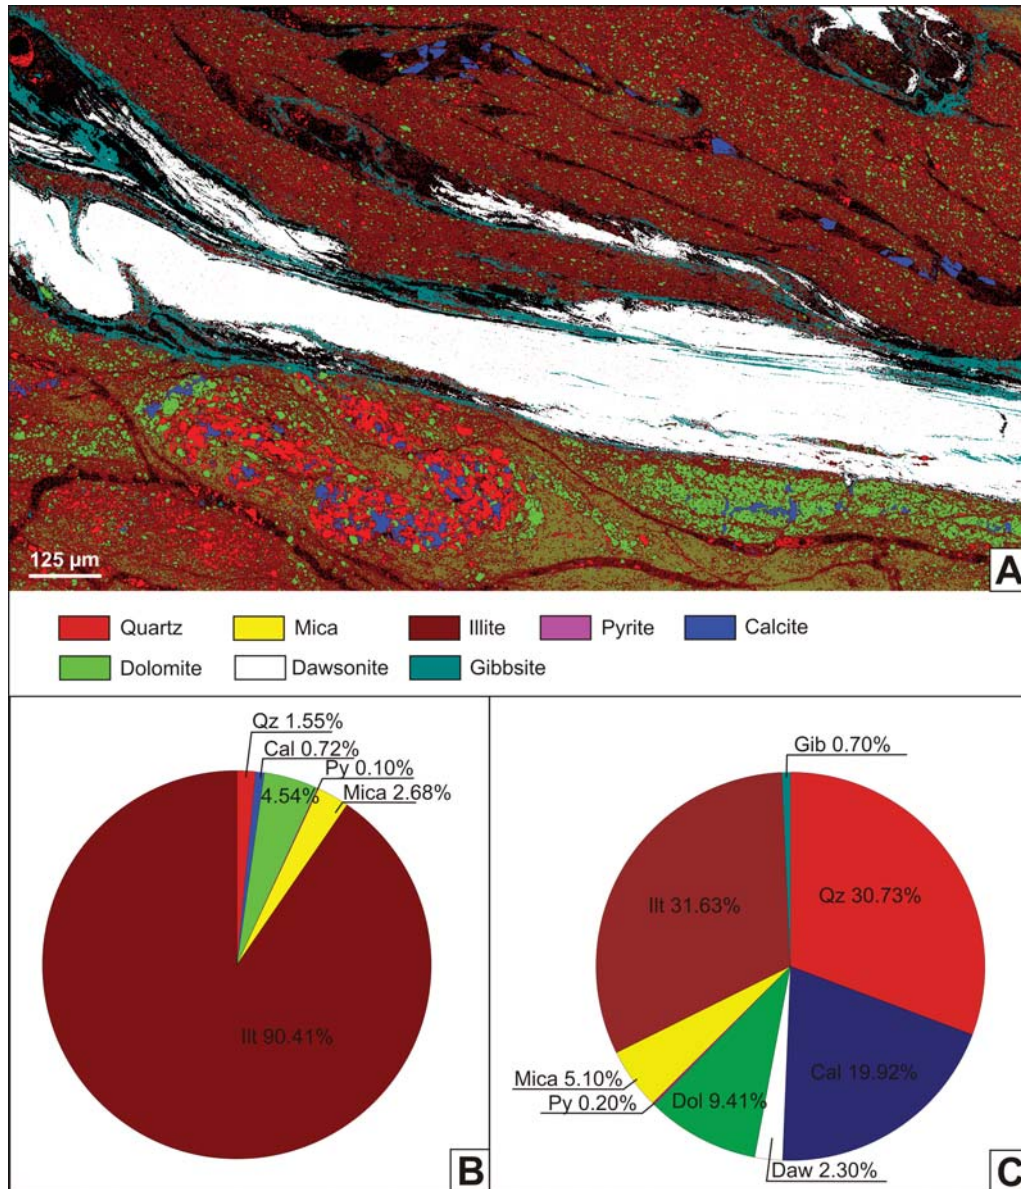 125 µm
A
Quartz Mica Illite Pyrite Calcite
Dolomite Dawsonite Gibbsite
Qz 1.55%
Cal 0.72%
Py 0.10%
4.54%
Mica 2.68%
Ilt 90.41%
B
Gib 0.70%
Ilt 31.63%
Qz 30.73%
Mica 5.10%
Py 0.20%
Dol 9.41%
Cal 19.92%
Daw 2.30%
C